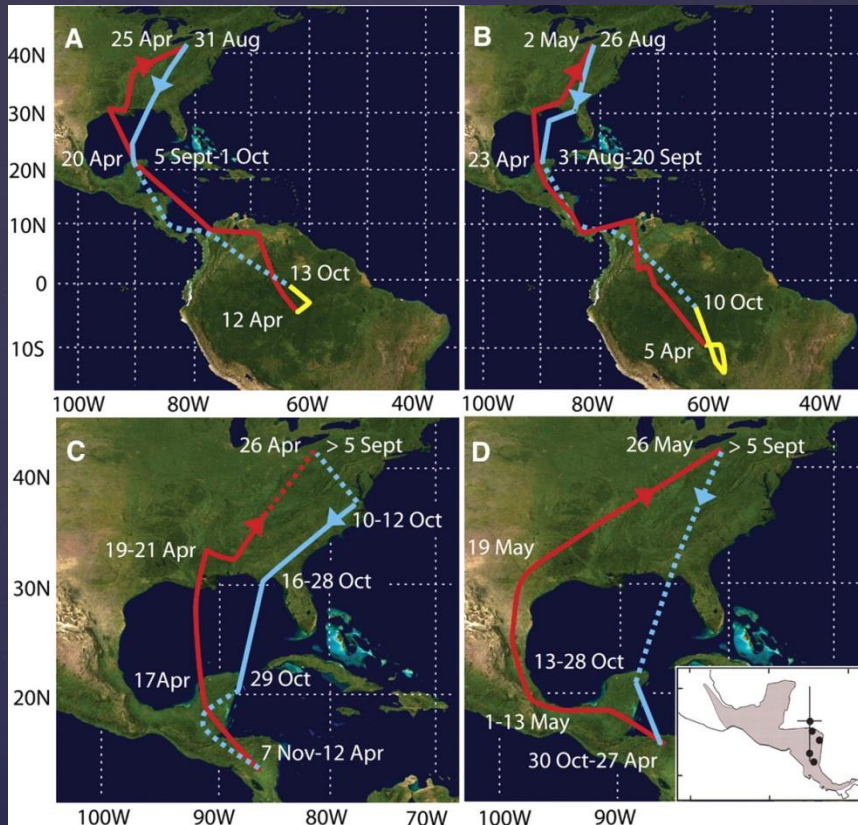 A
25 Apr 31 Aug
40N
30N
20 Apr 5 Sept-1 Oct
20N
10N
0
13 Oct
12 Apr
10S
100W 80W 60W 40W
B
2 May 26 Aug
23 Apr 31 Aug-20 Sept
10 Oct
5 Apr
100W 80W 60W 40W
C
26 Apr > 5 Sept
40N
10-12 Oct
19-21 Apr
30N
16-28 Oct
17Apr 29 Oct
20N
7 Nov-12 Apr
100W 90W 80W 70W
D
26 May > 5 Sept
19 May
13-28 Oct
1-13 May
30 Oct-27 Apr
100W 90W